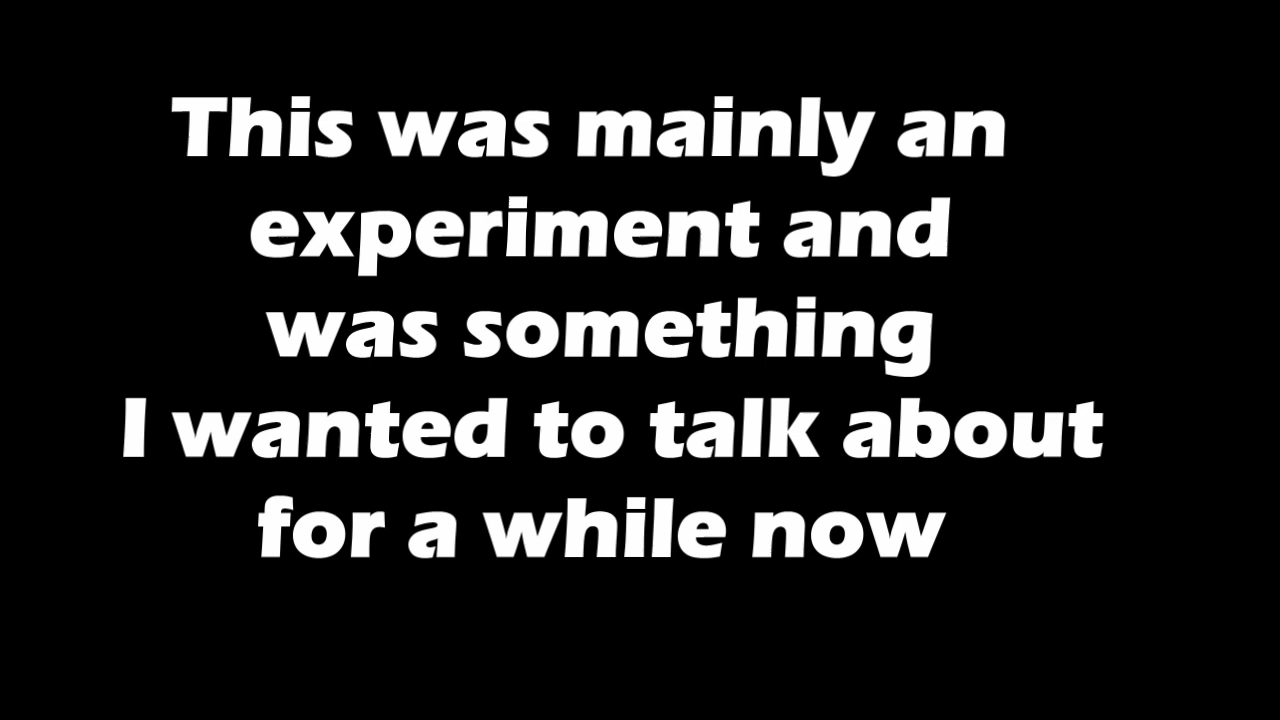 This was mainly an
experiment and
was something
I wanted to talk about
for a while now